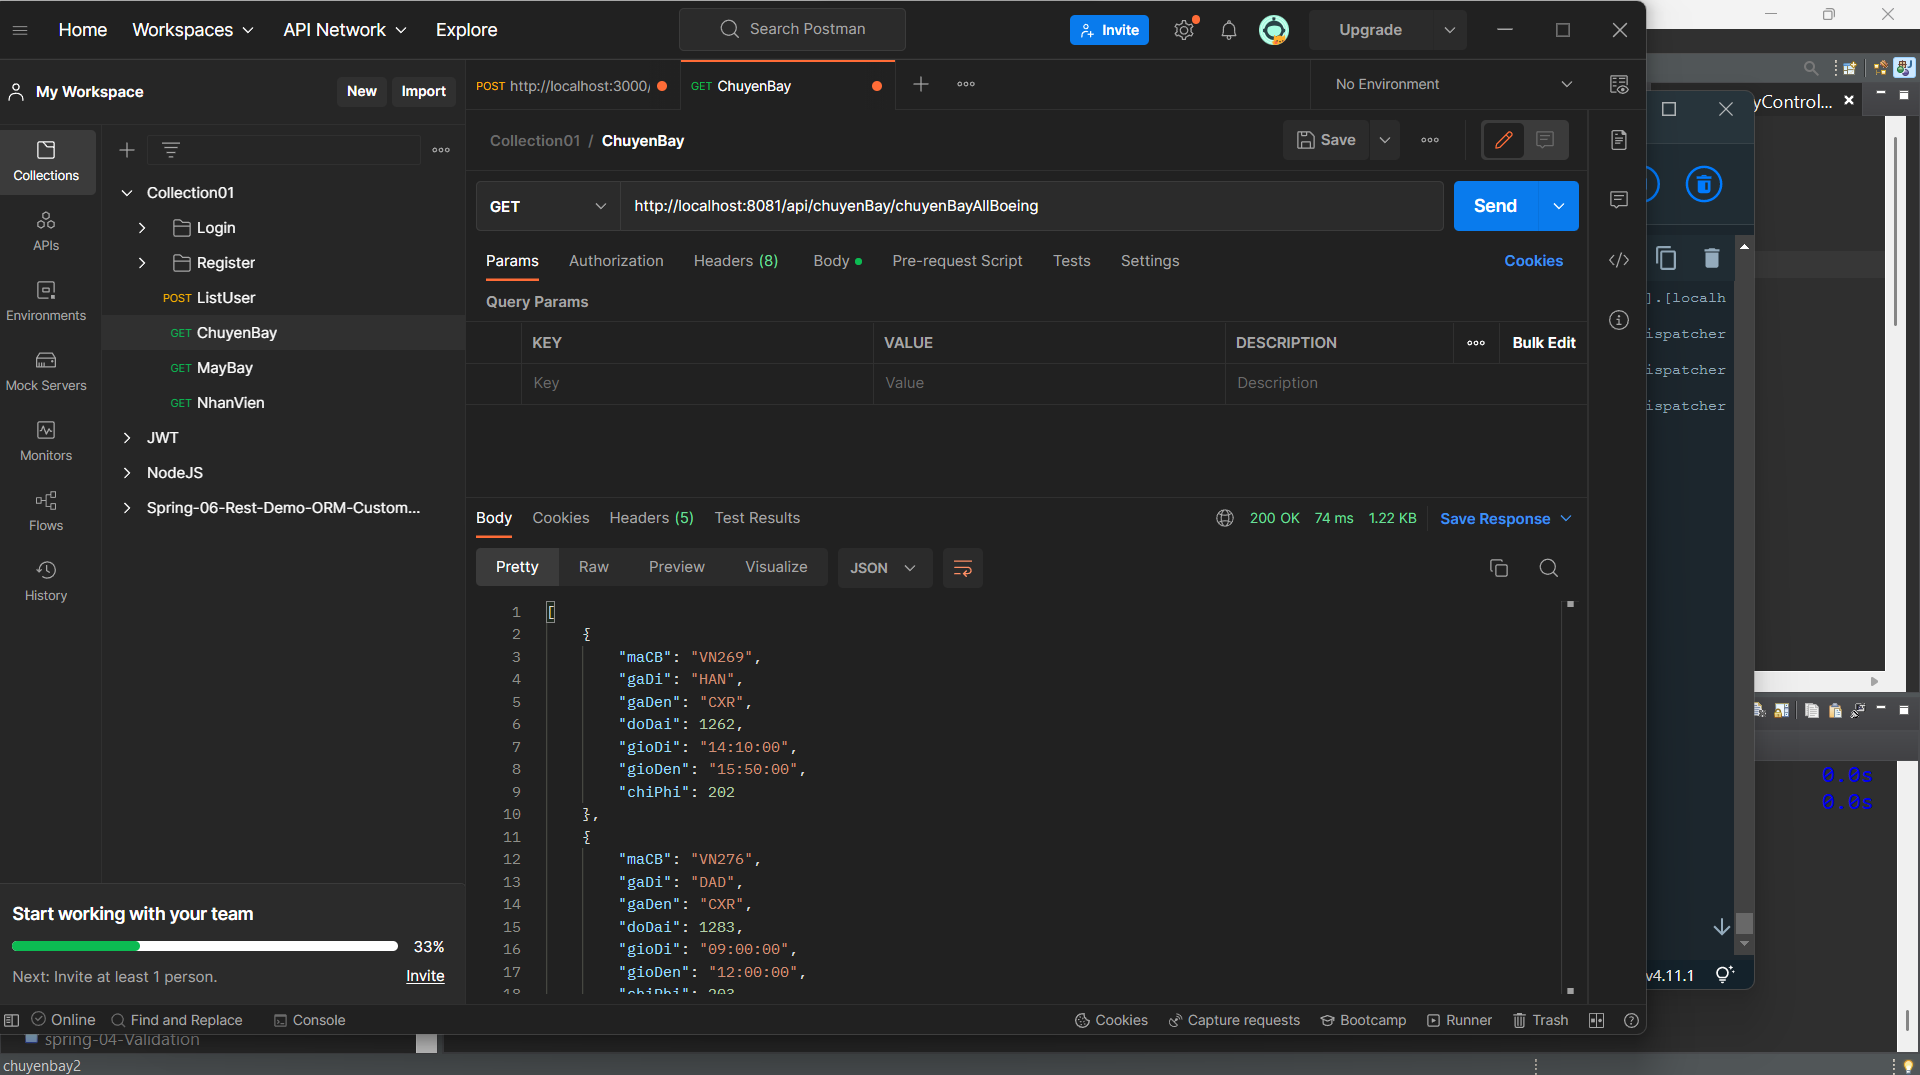 Home Workspaces API Network Explore Search Postman Invite Upgrade
My Workspace New Import
POST http://localhost:3000/ GET ChuyenBay No Environment
yControl...
Collections
APIs
Environments
Mock Servers
Monitors
Flows
History
Collection01
Login
Register
POST ListUser
GET ChuyenBay
GET MayBay
GET NhanVien
JWT
NodeJS
Spring-06-Rest-Demo-ORM-Custom...
Start working with your team
33%
Next: Invite at least 1 person. Invite
Collection01 / ChuyenBay Save
GET http://localhost:8081/api/chuyenBay/chuyenBayAllBoeing Send
Params Authorization Headers (8) Body Pre-request Script Tests Settings Cookies
Query Params
KEY VALUE DESCRIPTION Bulk Edit
Key Value Description
Body Cookies Headers (5) Test Results 200 OK 74 ms 1.22 KB Save Response
Pretty Raw Preview Visualize JSON
1 [
2 {
3 "maCB": "VN269",
4 "gaDi": "HAN",
5 "gaDen": "CXR",
6 "doDai": 1262,
7 "gioDi": "14:10:00",
8 "gioDen": "15:50:00",
9 "chiPhi": 202
10 },
11 {
12 "maCB": "VN276",
13 "gaDi": "DAD",
14 "gaDen": "CXR",
15 "doDai": 1283,
16 "gioDi": "09:00:00",
17 "gioDen": "12:00:00",
18 "chiPhi": 203
].[localh
ispatcher
ispatcher
ispatcher
v4.11.1
0.0s
0.0s
Online Find and Replace Console Cookies Capture requests Bootcamp Runner Trash
spring-04-Validation
chuyenbay2